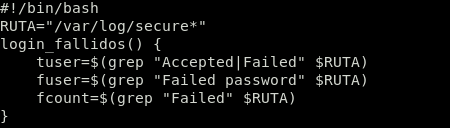 #!/bin/bash
RUTA="/var/log/secure*"
login_fallidos() {
    tuser=$(grep "Accepted|Failed" $RUTA)
    fuser=$(grep "Failed password" $RUTA)
    fcount=$(grep "Failed" $RUTA)
}